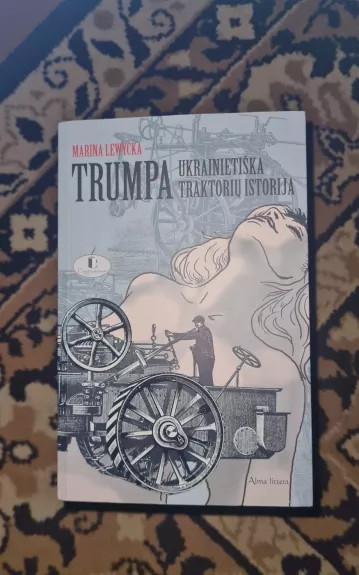 MARINA LEWYCKA
TRUMPA
UKRAINIETIŠKA
TRAKTORIŲ ISTORIJA
Alma littera